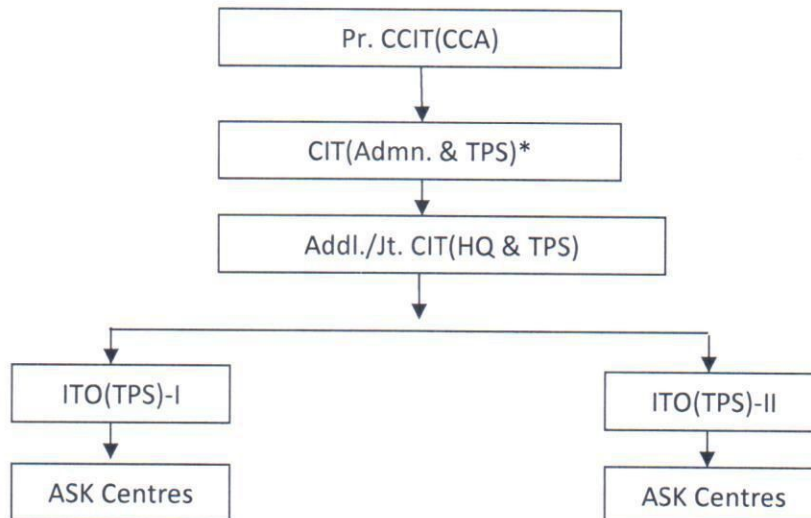 Pr. CCIT(CCA)
CIT(Admn. & TPS)*
Addl./Jt. CIT(HQ & TPS)
ITO(TPS)-I
ITO(TPS)-II
ASK Centres
ASK Centres